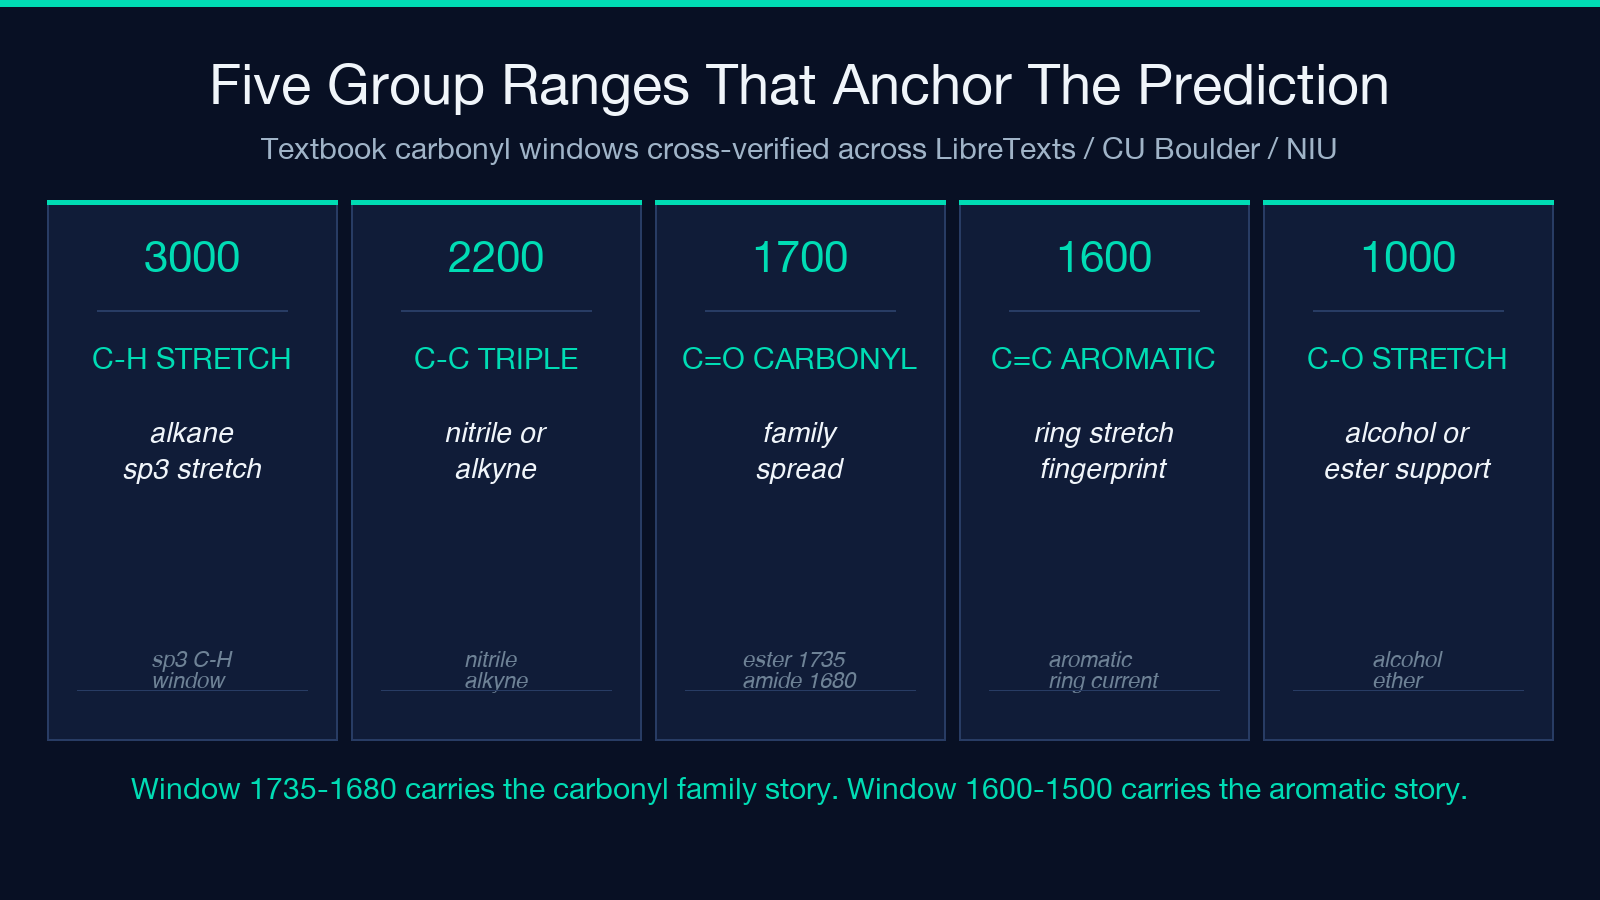 Five Group Ranges That Anchor The Prediction
Textbook carbonyl windows cross-verified across LibreTexts / CU Boulder / NIU
3000
C-H STRETCH
alkane
sp3 stretch
sp3 C-H
window
2200
C-C TRIPLE
nitrile or
alkyne
nitrile
alkyne
1700
C=O CARBONYL
family
spread
ester 1735
amide 1680
1600
C=C AROMATIC
ring stretch
fingerprint
aromatic
ring current
1000
C-O STRETCH
alcohol or
ester support
alcohol
ether
Window 1735-1680 carries the carbonyl family story. Window 1600-1500 carries the aromatic story.